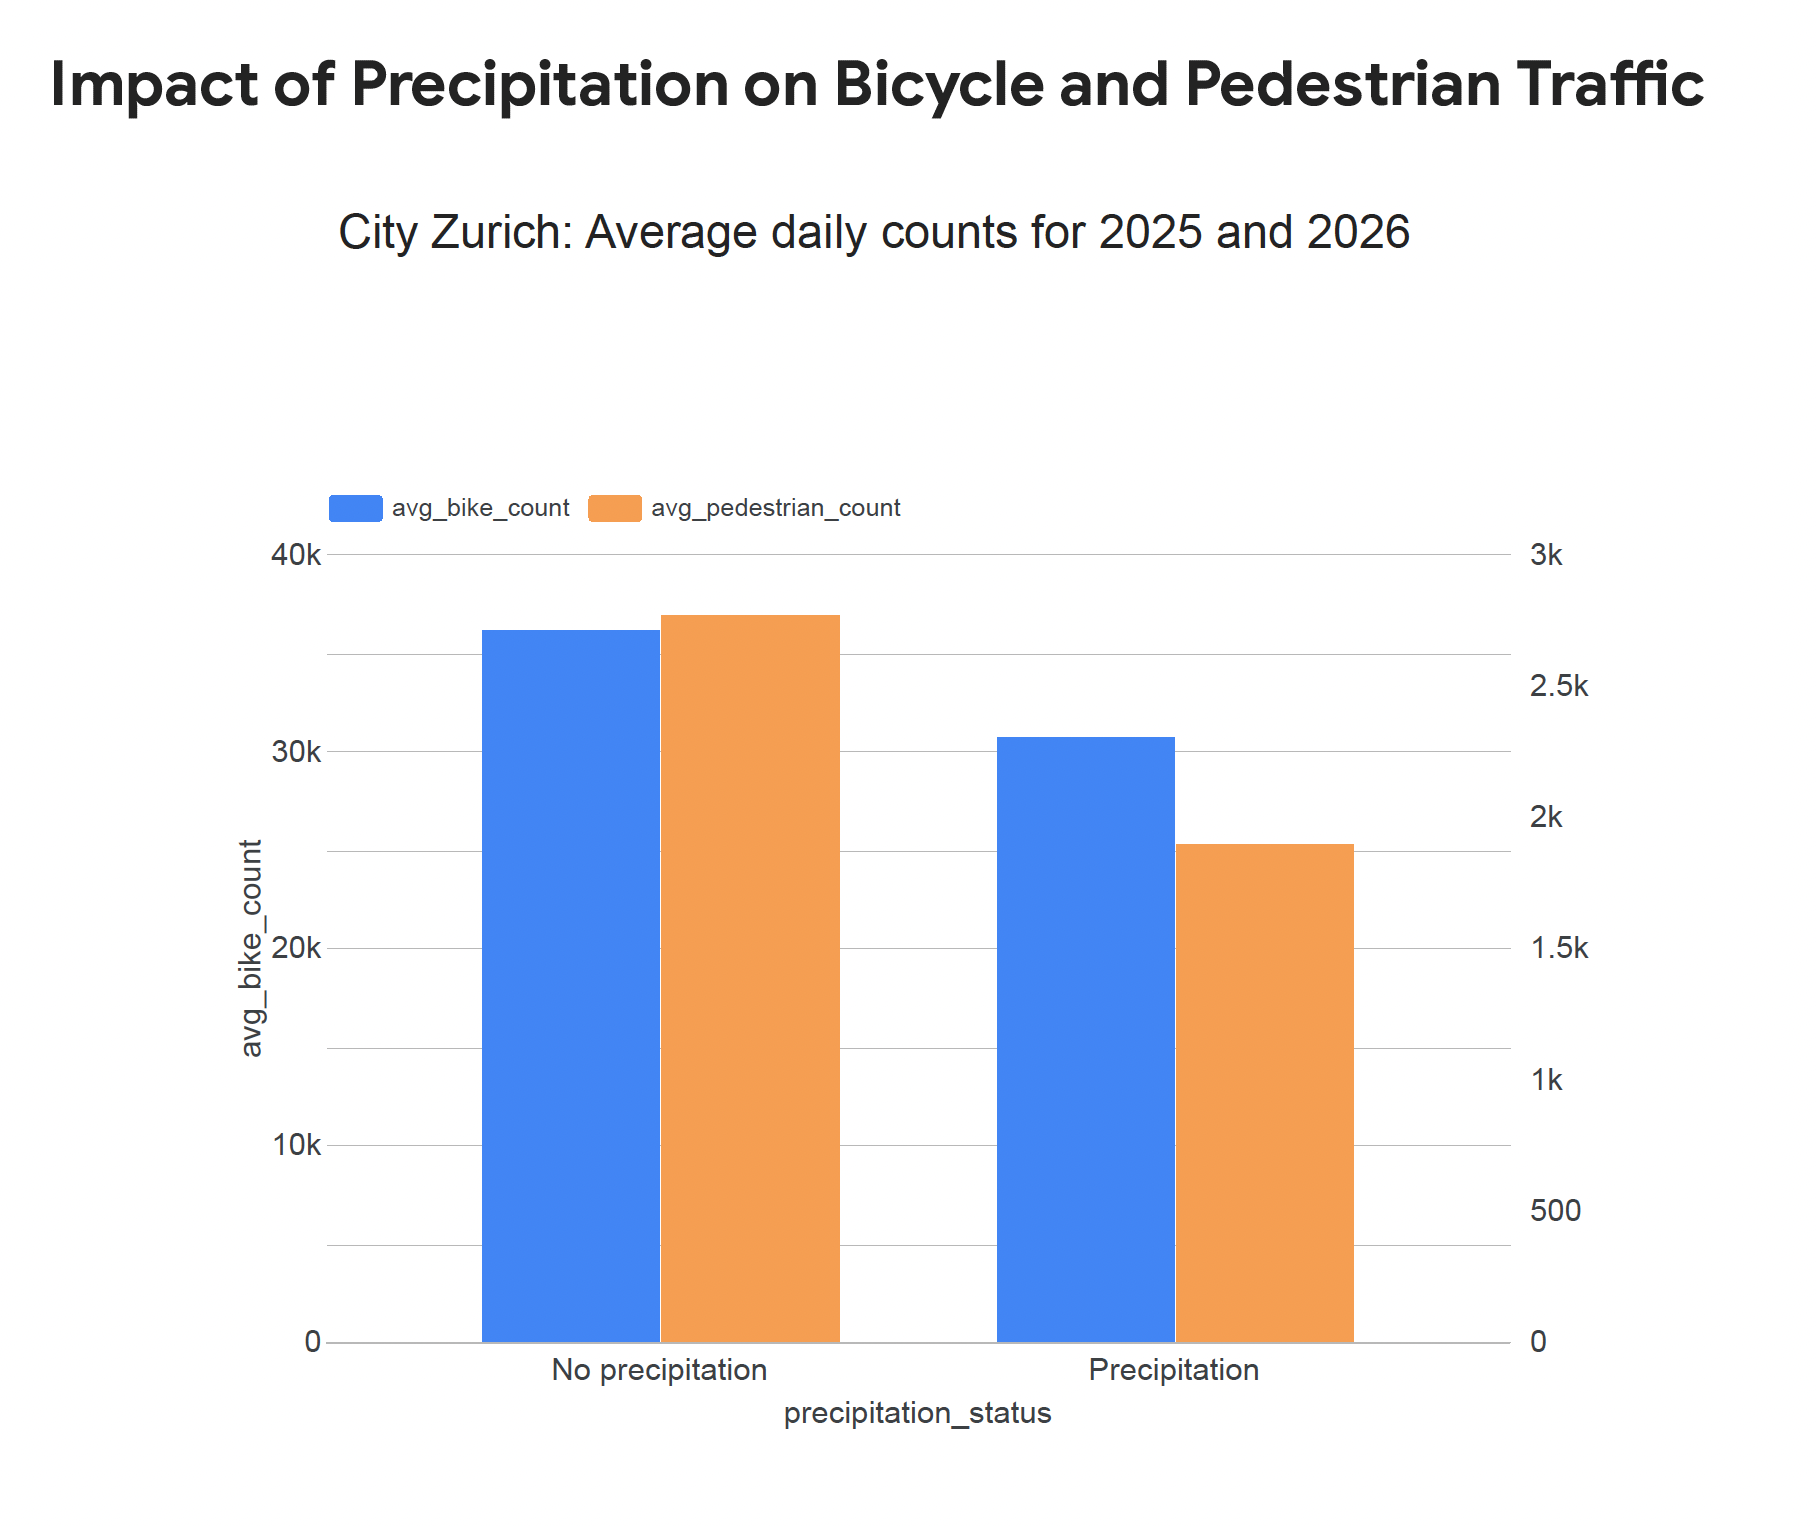 Impact of Precipitation on Bicycle and Pedestrian Traffic
City Zurich: Average daily counts for 2025 and 2026
avg_bike_count avg_pedestrian_count
40k
30k
20k
10k
0
avg_bike_count
3k
2.5k
2k
1.5k
1k
500
0
No precipitation Precipitation
precipitation_status